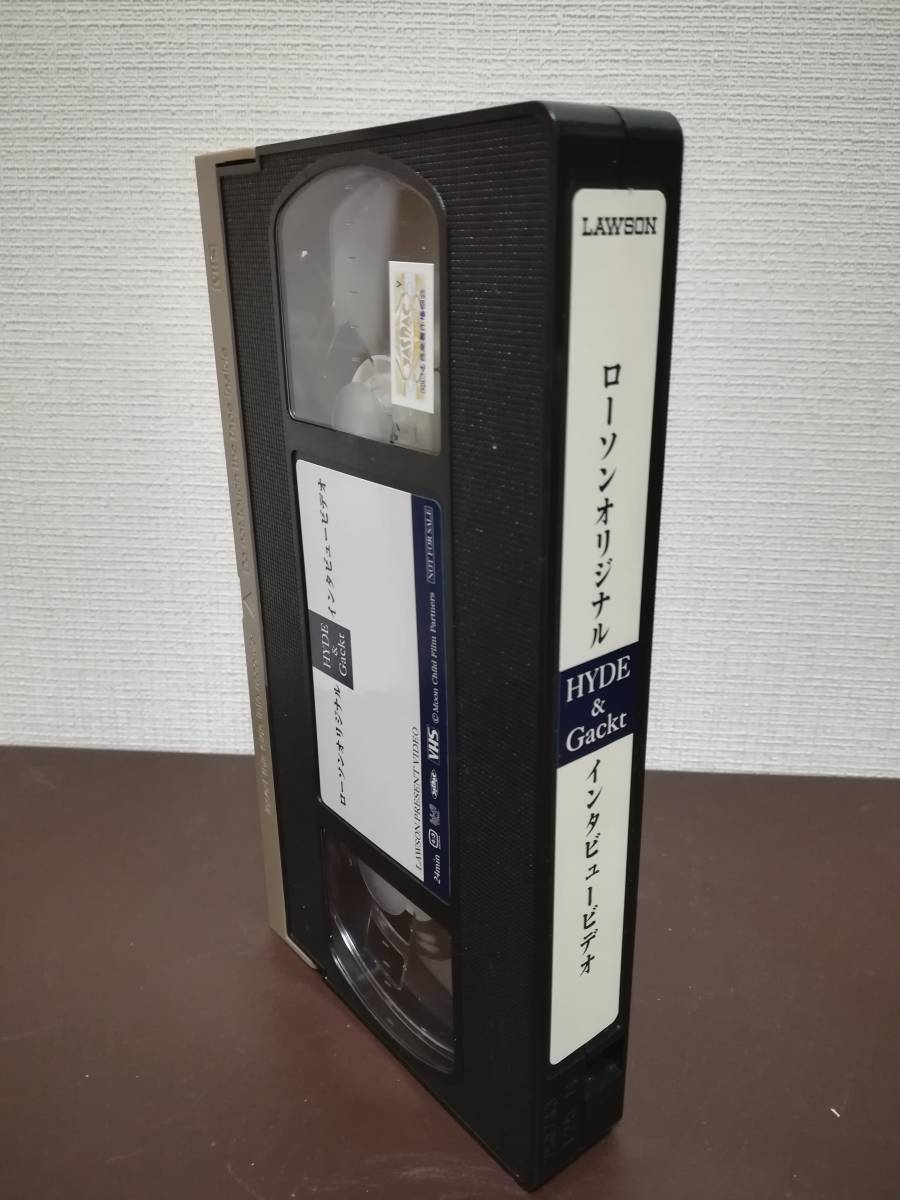 LAWSON
ローソンオリジナル
HYDE
&
Gackt
インタビュービデオ
JASRAC
ローソンオリジナル
HYDE
&
Gackt
インタビュービデオ
LAWSON PRESENT VIDEO
24min
VHS
© Moon Child Film Partners
NOT FOR SALE